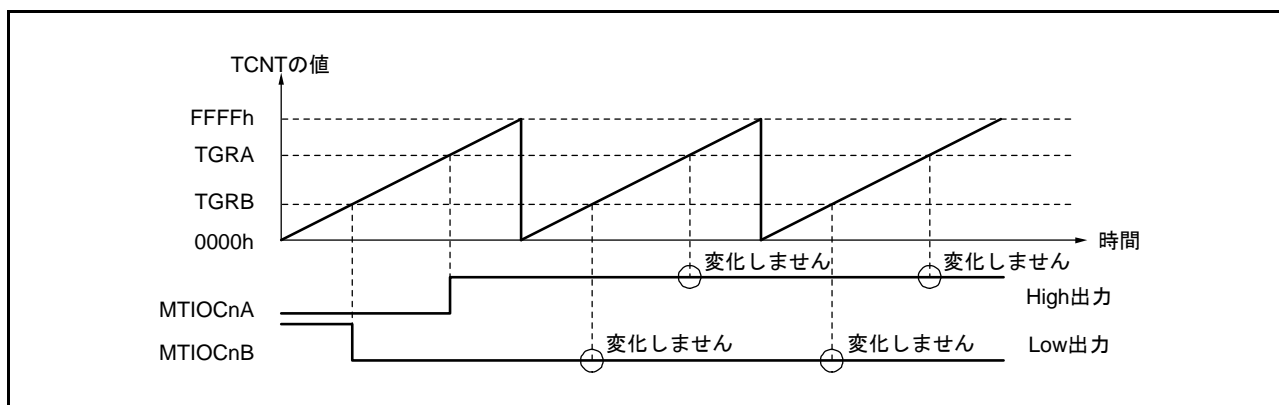 TCNTの値
FFFFh
TGRA
TGRB
0000h
時間
変化しません 変化しません
MTIOCnA
High出力
変化しません 変化しません
MTIOCnB
Low出力